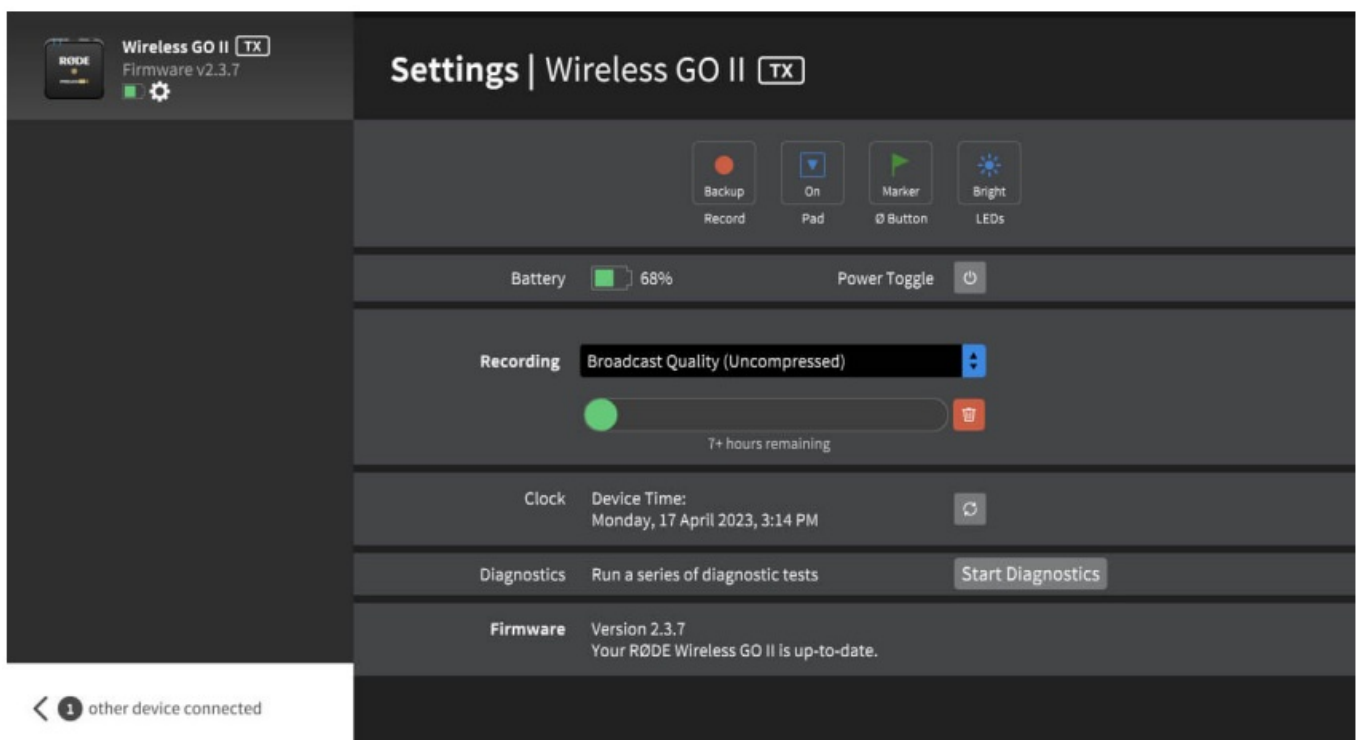 RØDE
Wireless GO II TX
Firmware v2.3.7
Settings | Wireless GO II TX
Backup
On
Marker
Bright
Record
Pad
Ø Button
LEDs
Battery
68%
Power Toggle
Recording
Broadcast Quality (Uncompressed)
7+ hours remaining
Clock
Device Time:
Monday, 17 April 2023, 3:14 PM
Diagnostics
Run a series of diagnostic tests
Start Diagnostics
Firmware
Version 2.3.7
Your RØDE Wireless GO II is up-to-date.
1 other device connected